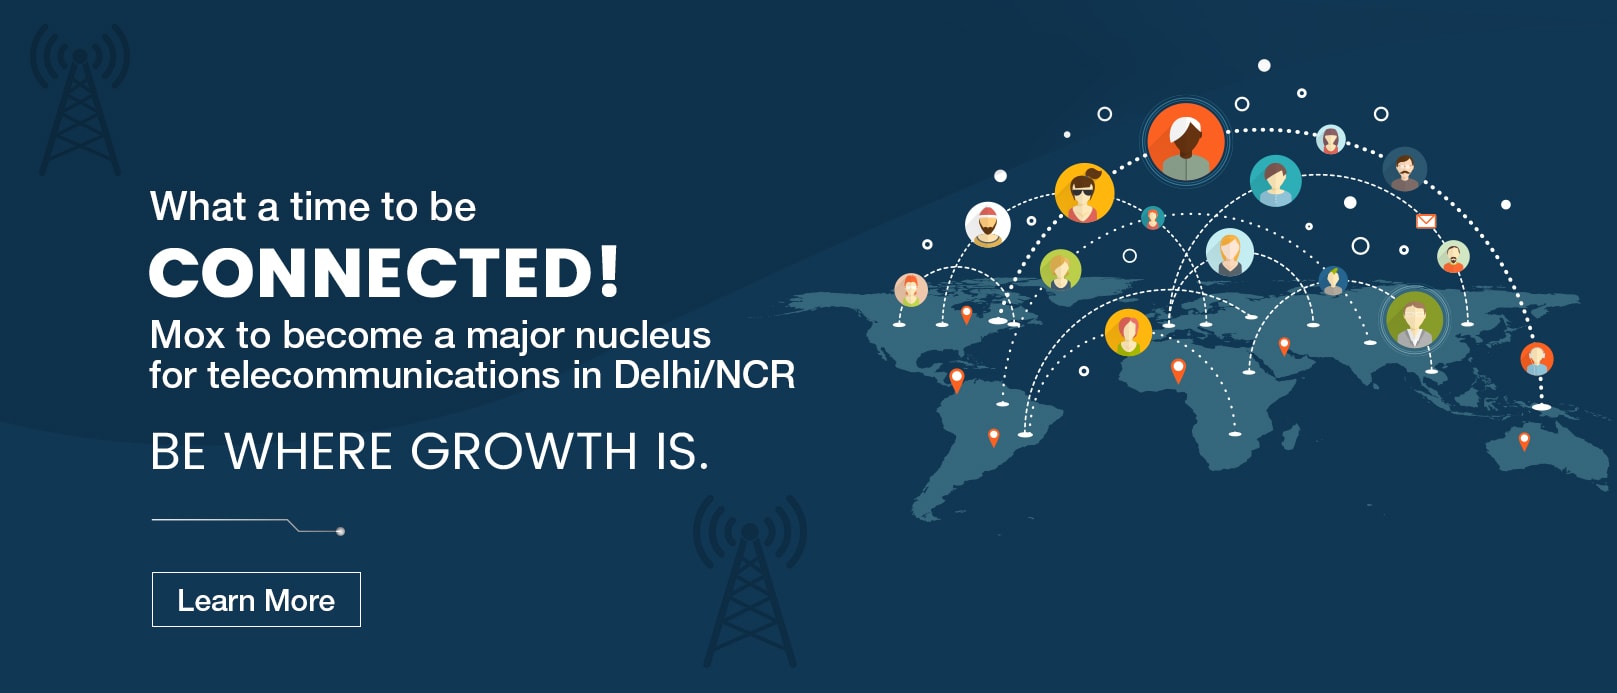 What a time to be
CONNECTED!
Mox to become a major nucleus
for telecommunications in Delhi/NCR
BE WHERE GROWTH IS.
Learn More